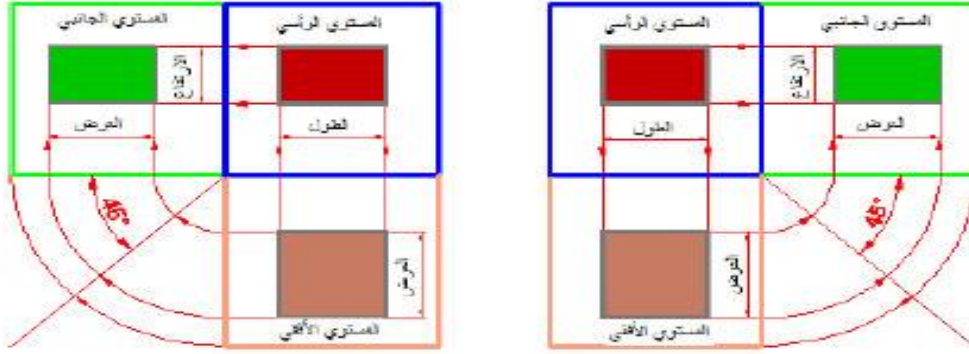 المستوي الجانبي
المستوي الرأسي
الارتفاع
العرض
الطول
45°
العرض
المستوي الأفقي
المستوي الرأسي
المستوي الجانبي
الارتفاع
الطول
العرض
45°
العرض
المستوي الأفقي